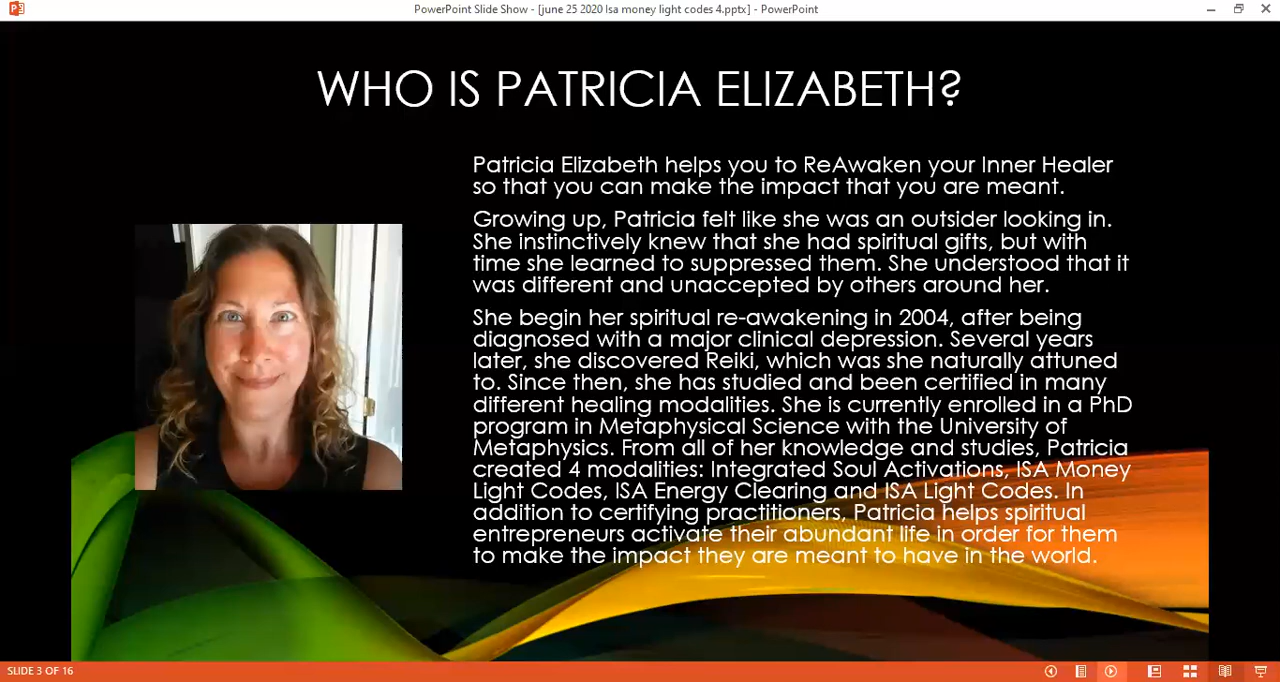 PowerPoint Slide Show - [june 25 2020 Isa money light codes 4.pptx] - PowerPoint
WHO IS PATRICIA ELIZABETH?
Patricia Elizabeth helps you to ReAwaken your Inner Healer
so that you can make the impact that you are meant.
Growing up, Patricia felt like she was an outsider looking in.
She instinctively knew that she had spiritual gifts, but with
time she learned to suppressed them. She understood that it
was different and unaccepted by others around her.
She begin her spiritual re-awakening in 2004, after being
diagnosed with a major clinical depression. Several years
later, she discovered Reiki, which was she naturally attuned
to. Since then, she has studied and been certified in many
different healing modalities. She is currently enrolled in a PhD
program in Metaphysical Science with the University of
Metaphysics. From all of her knowledge and studies, Patricia
created 4 modalities: Integrated Soul Activations, ISA Money
Light Codes, ISA Energy Clearing and ISA Light Codes. In
addition to certifying practitioners, Patricia helps spiritual
entrepreneurs activate their abundant life in order for them
to make the impact they are meant to have in the world.
SLIDE 3 OF 16